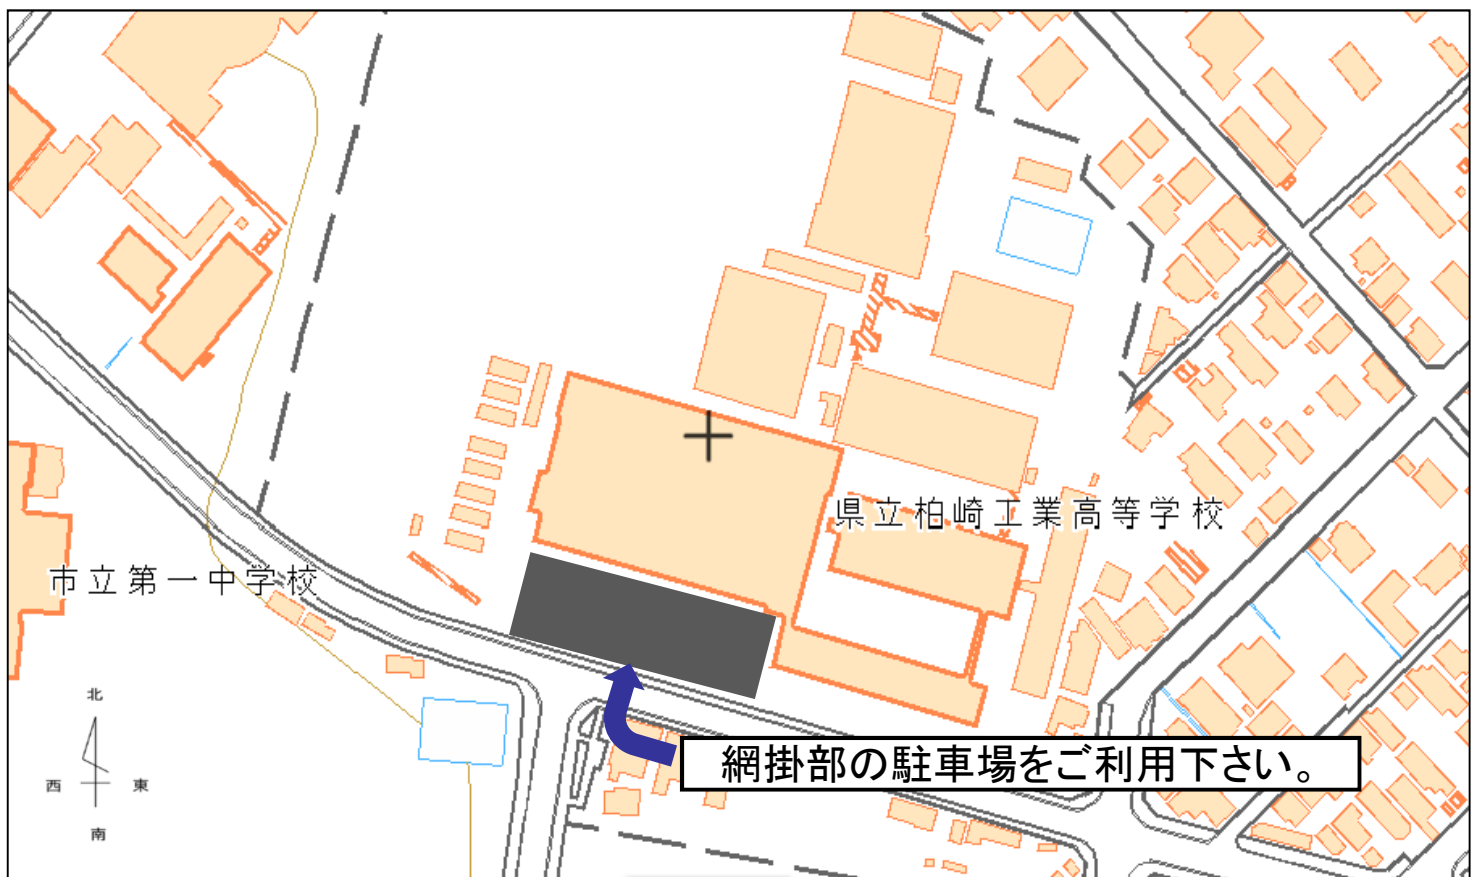 県立柏崎工業高等学校
市立第一中学校
北
西 東
南
網掛部の駐車場をご利用下さい。